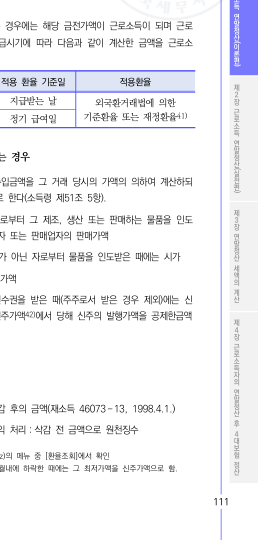 경우에는 해당 금전가액이 근로소득이 되며 근로
급시기에 따라 다음과 같이 계산한 금액을 근로소
적용 환율 기준일 적용환율
지급받는 날 외국환거래법에 의한
정기 급여일 기준환율 또는 재정환율41)
는 경우
수입금액을 그 거래 당시의 가액의 의하여 계산하되
한다(소득령 제51조 5항).
로부터 그 제조, 생산 또는 판매하는 물품을 인도
자 또는 판매업자의 판매가액
가 아닌 자로부터 물품을 인도받은 때에는 시가
가액
수권을 받은 때(주주로서 받은 경우 제외)에는 신
주가액42)에서 당해 신주의 발행가액을 공제한금액
감 후의 금액(재소득 46073-13, 1998.4.1.)
의 처리 : 삭감 전 금액으로 원천징수
의 메뉴 중 [환율조회]에서 확인
월내에 하락한 때에는 그 최저가액을 신주가액으로 함.
연말정산(이론편)
제2장 근로소득 연말정산(실전편)
제3장 연말정산 세액의 계산
제4장 근로소득자의 연말정산 후 4대보험 정산
111